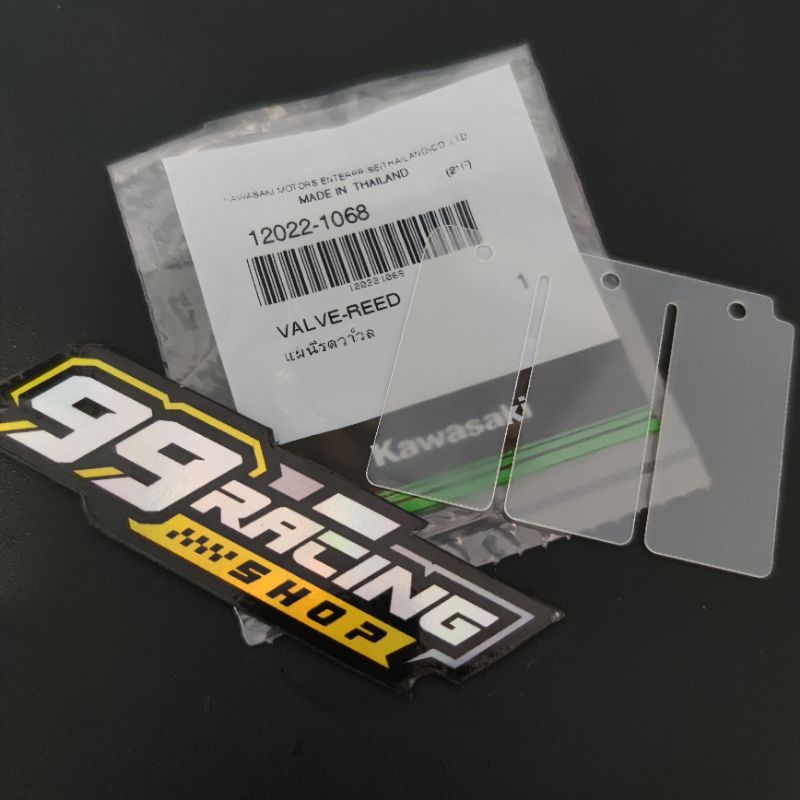 KAWASAKI MOTORS ENTERPRISE(THAILAND)CO.,LTD
MADE IN THAILAND
12022-1068
120221068
VALVE-REED
แผ่นรีดวาว์ล
1
Kawasaki
99
RACING
SHOP